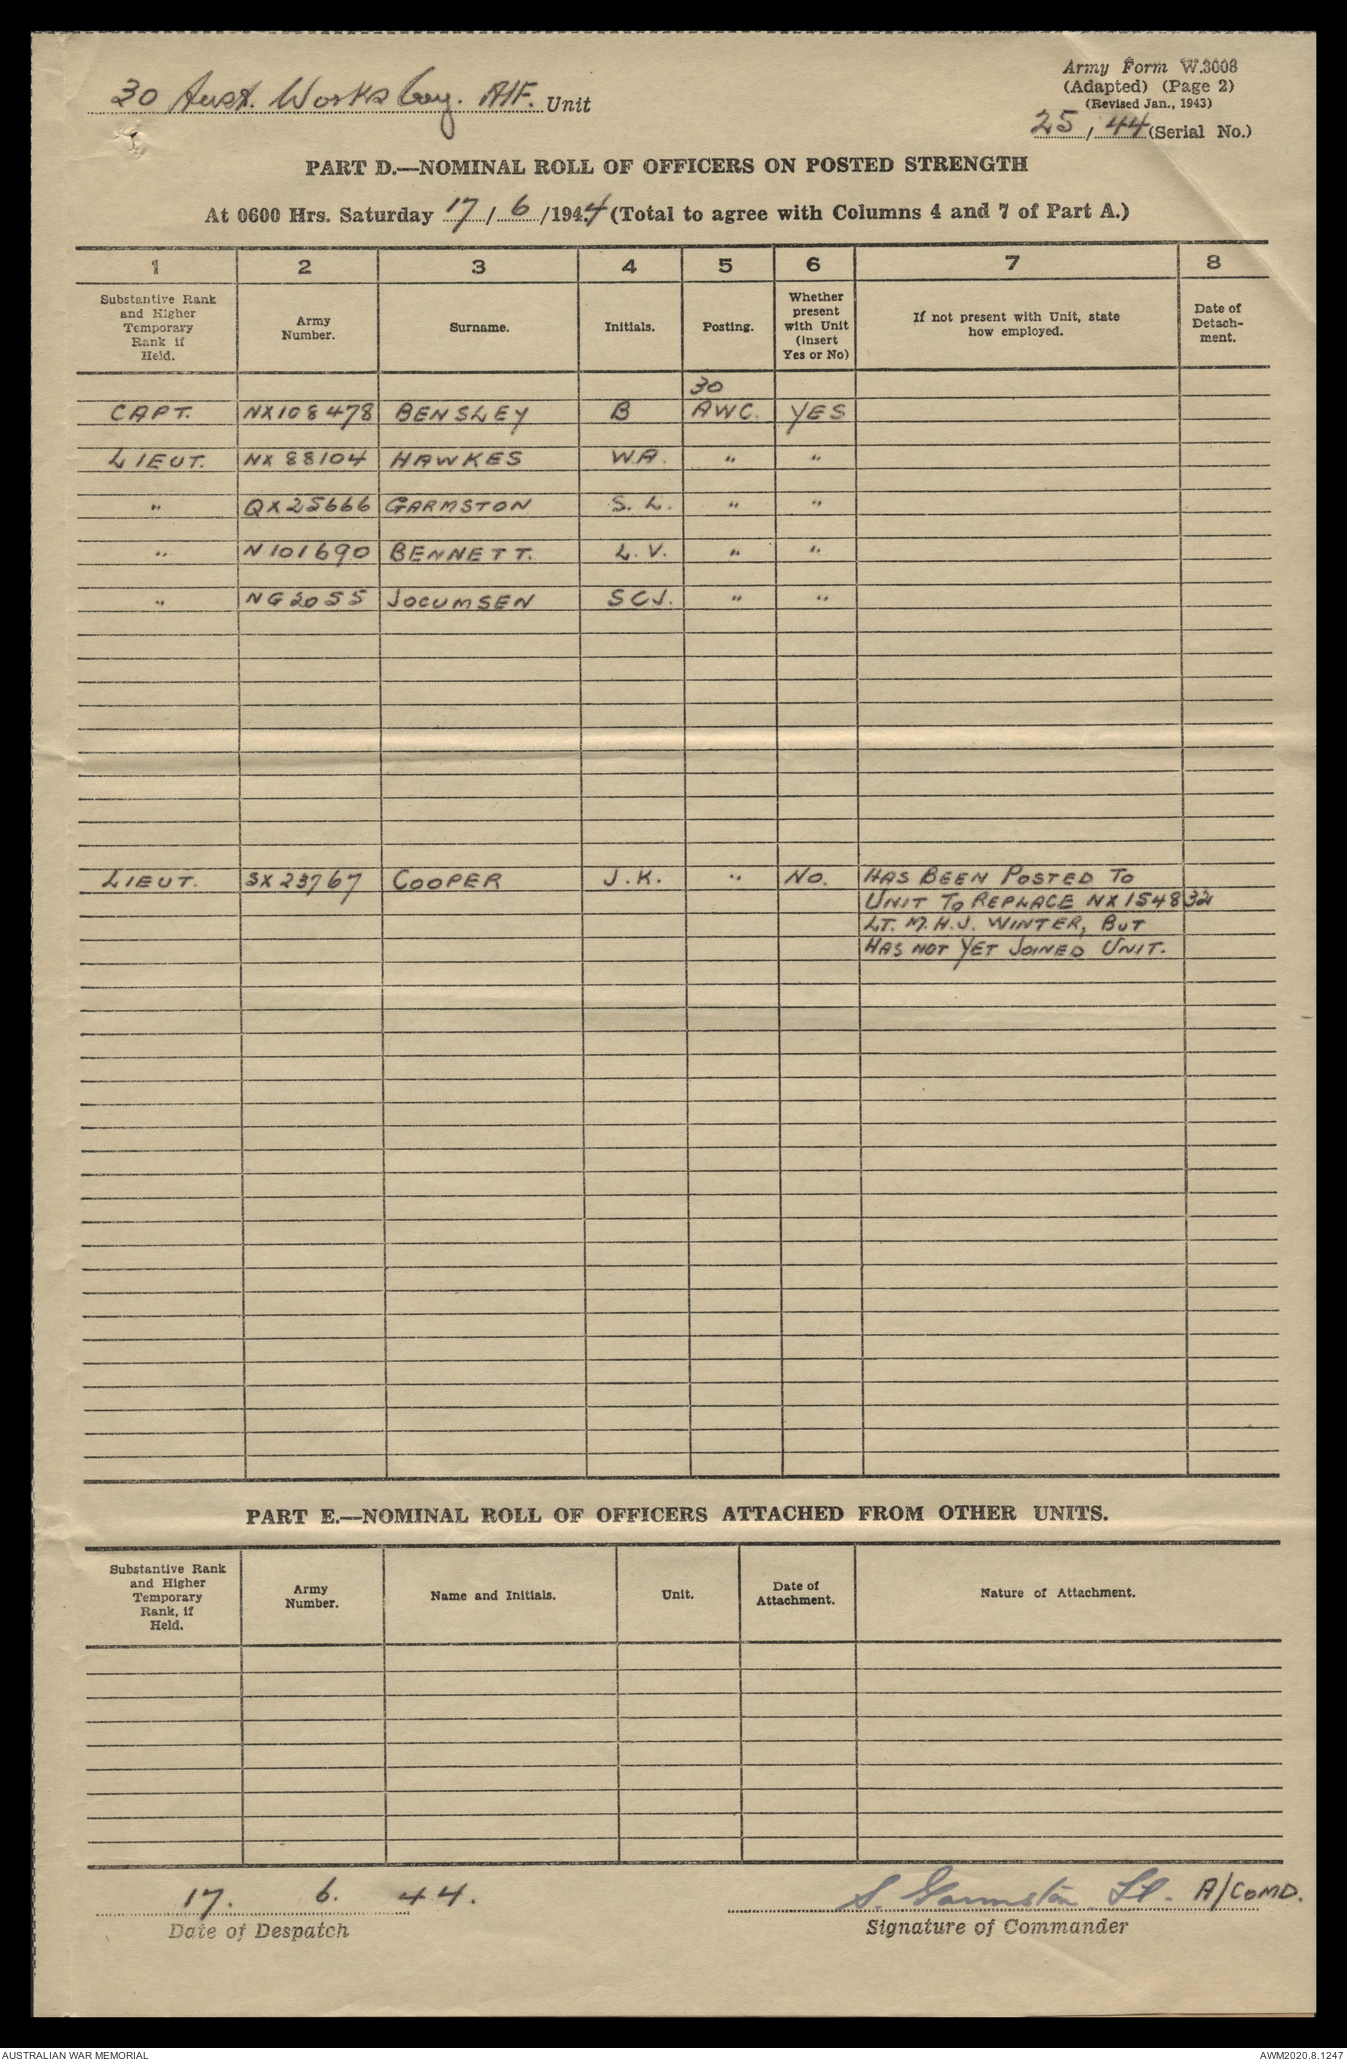 30 Aust. Works Coy. AIF. Unit
Army Form W.3008
(Adapted) (Page 2)
(Revised Jan., 1943)
25 / 44 (Serial No.)
PART D.—NOMINAL ROLL OF OFFICERS ON POSTED STRENGTH
At 0600 Hrs. Saturday 17 / 6 /1944 (Total to agree with Columns 4 and 7 of Part A.)
1 2 3 4 5 6 7 8
Substantive Rank and Higher Temporary Rank if Held.
Army Number.
Surname.
Initials.
Posting.
Whether present with Unit (insert Yes or No)
If not present with Unit, state how employed.
Date of Detach-ment.
30
CAPT. NX108478 BENSLEY B AWC. YES
LIEUT. NX 88104 HAWKES W.A. " "
" QX25666 GARMSTON S. L. " "
" N101690 BENNETT. L. V. " "
" NG2055 JOCUMSEN SCJ. " "
LIEUT. SX23767 COOPER J.K. " No. HAS BEEN POSTED TO
UNIT TO REPLACE NX154832
LT. M.H.J. WINTER, BUT
HAS NOT YET JOINED UNIT.
PART E.—NOMINAL ROLL OF OFFICERS ATTACHED FROM OTHER UNITS.
Substantive Rank and Higher Temporary Rank, if Held.
Army Number.
Name and Initials.
Unit.
Date of Attachment.
Nature of Attachment.
17. 6. 44.
Date of Despatch
S. Garmston Lt. A/COMD.
Signature of Commander
AUSTRALIAN WAR MEMORIAL
AWM2020.8.1247